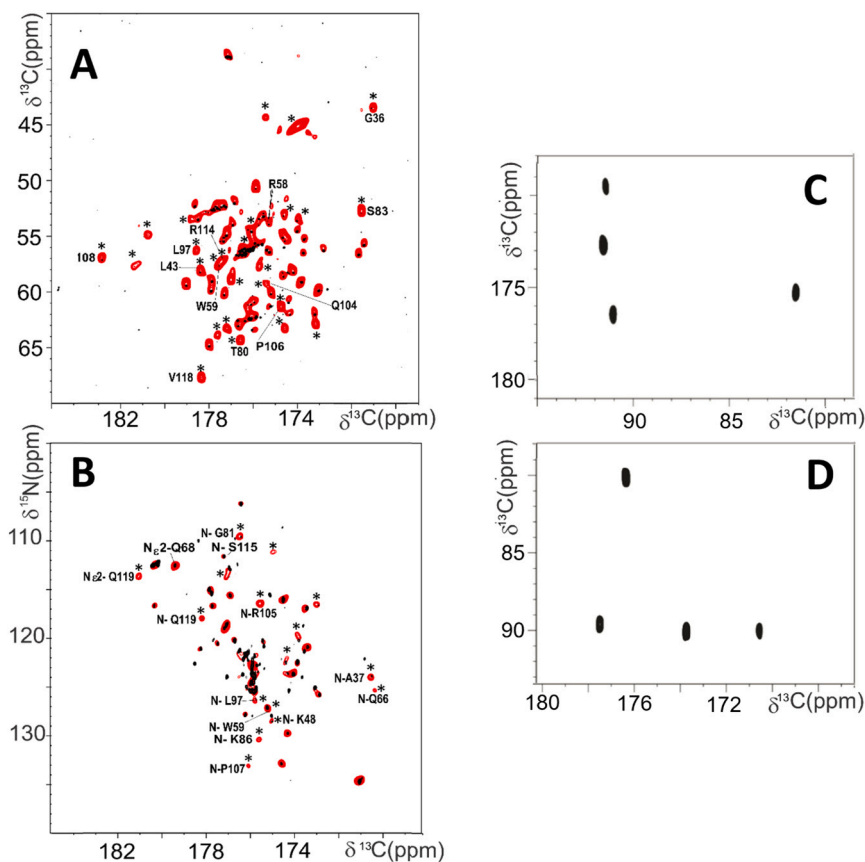 A
δ¹³C(ppm)
45
50
55
60
65
* * *
G36
*
S83
R58
R114
L97
108
L43
W59
Q104
T80
P106
V118
182 178 174
δ¹³C(ppm)
B
δ¹⁵N(ppm)
110
120
130
N- G81 *
Nε2-Q68 N- S115 *
Nε2- Q119
N-R105
N- Q119
N-A37
N-Q66
N- L97
N- W59 *N- K48
N- K86
N-P107
182 178 174
δ¹³C(ppm)
C
δ¹³C(ppm)
175
180
90 85
δ¹³C(ppm)
D
δ¹³C(ppm)
85
90
180 176 172
δ¹³C(ppm)